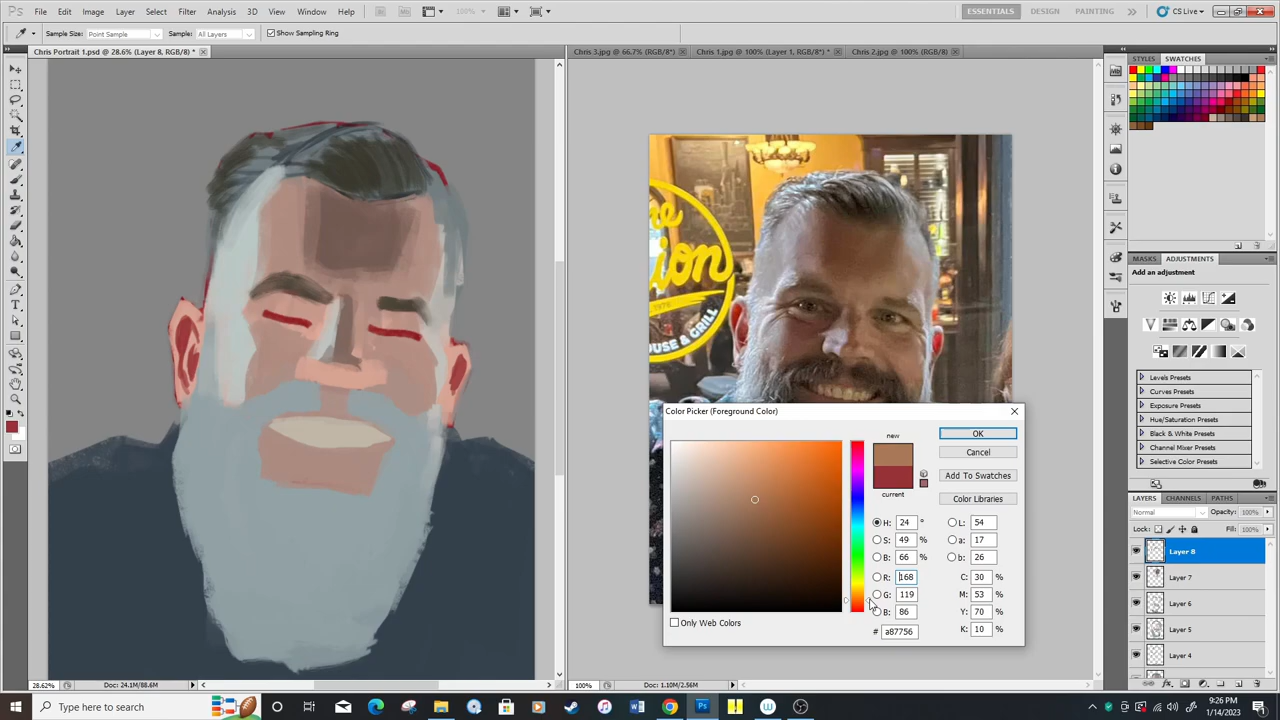 Ps File Edit Image Layer Select Filter Analysis 3D View Window Help 100% ESSENTIALS DESIGN PAINTING CS Live
Sample Size: Point Sample Sample: All Layers Show Sampling Ring
Chris Portrait 1.psd @ 28.6% (Layer 8, RGB/8) *
Chris 3.jpg @ 66.7% (RGB/8*) Chris 1.jpg @ 100% (Layer 1, RGB/8*) * Chris 2.jpg @ 100% (RGB/8)
STYLES SWATCHES
he
ion
1976
USE & GRILL
MASKS ADJUSTMENTS
Add an adjustment
Levels Presets
Curves Presets
Exposure Presets
Hue/Saturation Presets
Black & White Presets
Channel Mixer Presets
Selective Color Presets
Color Picker (Foreground Color)
new
current
OK
Cancel
Add To Swatches
Color Libraries
H: 24 °
S: 49 %
B: 66 %
R: 168
G: 119
B: 86
# a87756
L: 54
a: 17
b: 26
C: 30 %
M: 53 %
Y: 70 %
K: 10 %
Only Web Colors
LAYERS CHANNELS PATHS
Normal Opacity: 100%
Lock: Fill: 100%
Layer 8
Layer 7
Layer 6
Layer 5
Layer 4
28.62% Doc: 24.1M/88.6M
100% Doc: 1.10M/2.56M
Type here to search
9:26 PM
1/14/2023